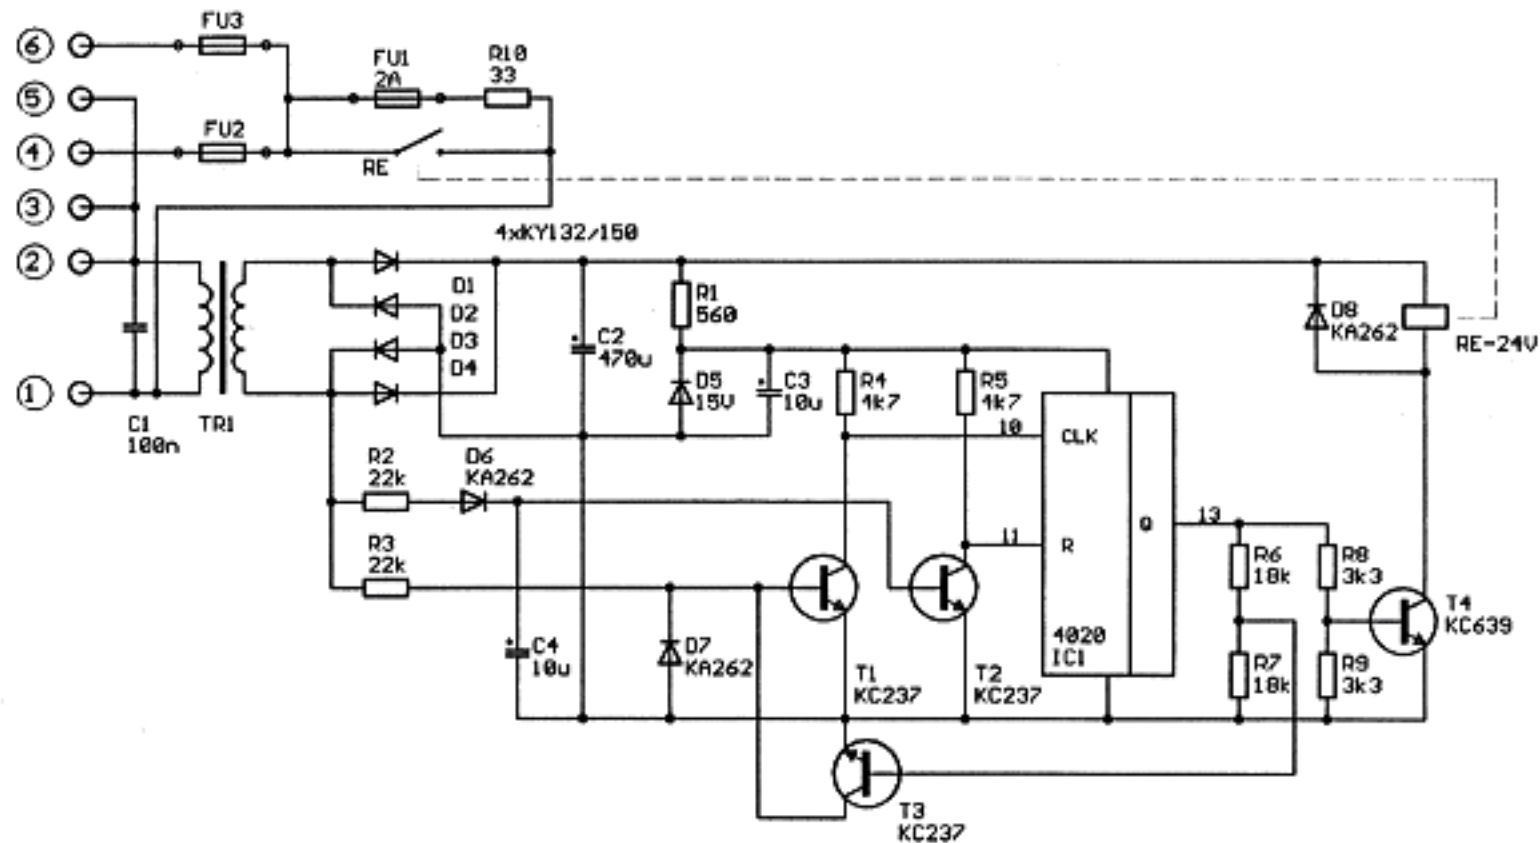 FU3
6
FU1
2A
R10
33
5
FU2
4
RE
3
4xKY132/150
2
D1
D2
D3
D4
R1
560
C2
470u
D8
KA262
RE-24V
D5
15V
C3
10u
R4
4k7
R5
4k7
1
C1
100n
TR1
10
CLK
R2
22k
D6
KA262
R3
22k
11
R
Q
13
R6
18k
R8
3k3
T4
KC639
4020
IC1
C4
10u
D7
KA262
T1
KC237
T2
KC237
R7
18k
R9
3k3
T3
KC237